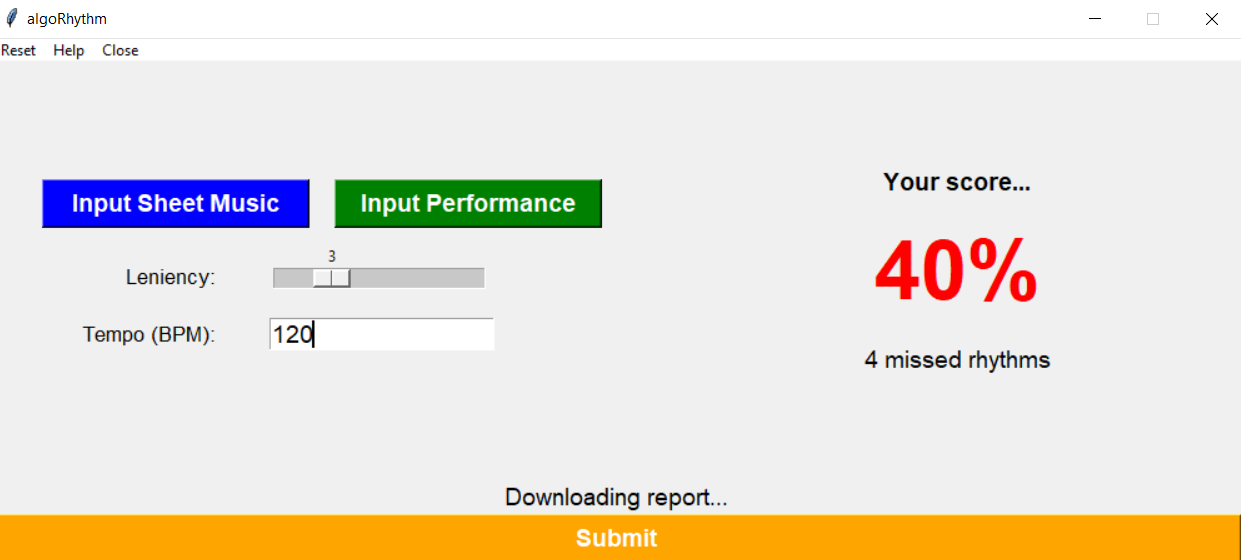 algoRhythm
Reset Help Close
Input Sheet Music Input Performance
3
Leniency:
Tempo (BPM): 120
Your score...
40%
4 missed rhythms
Downloading report...
Submit